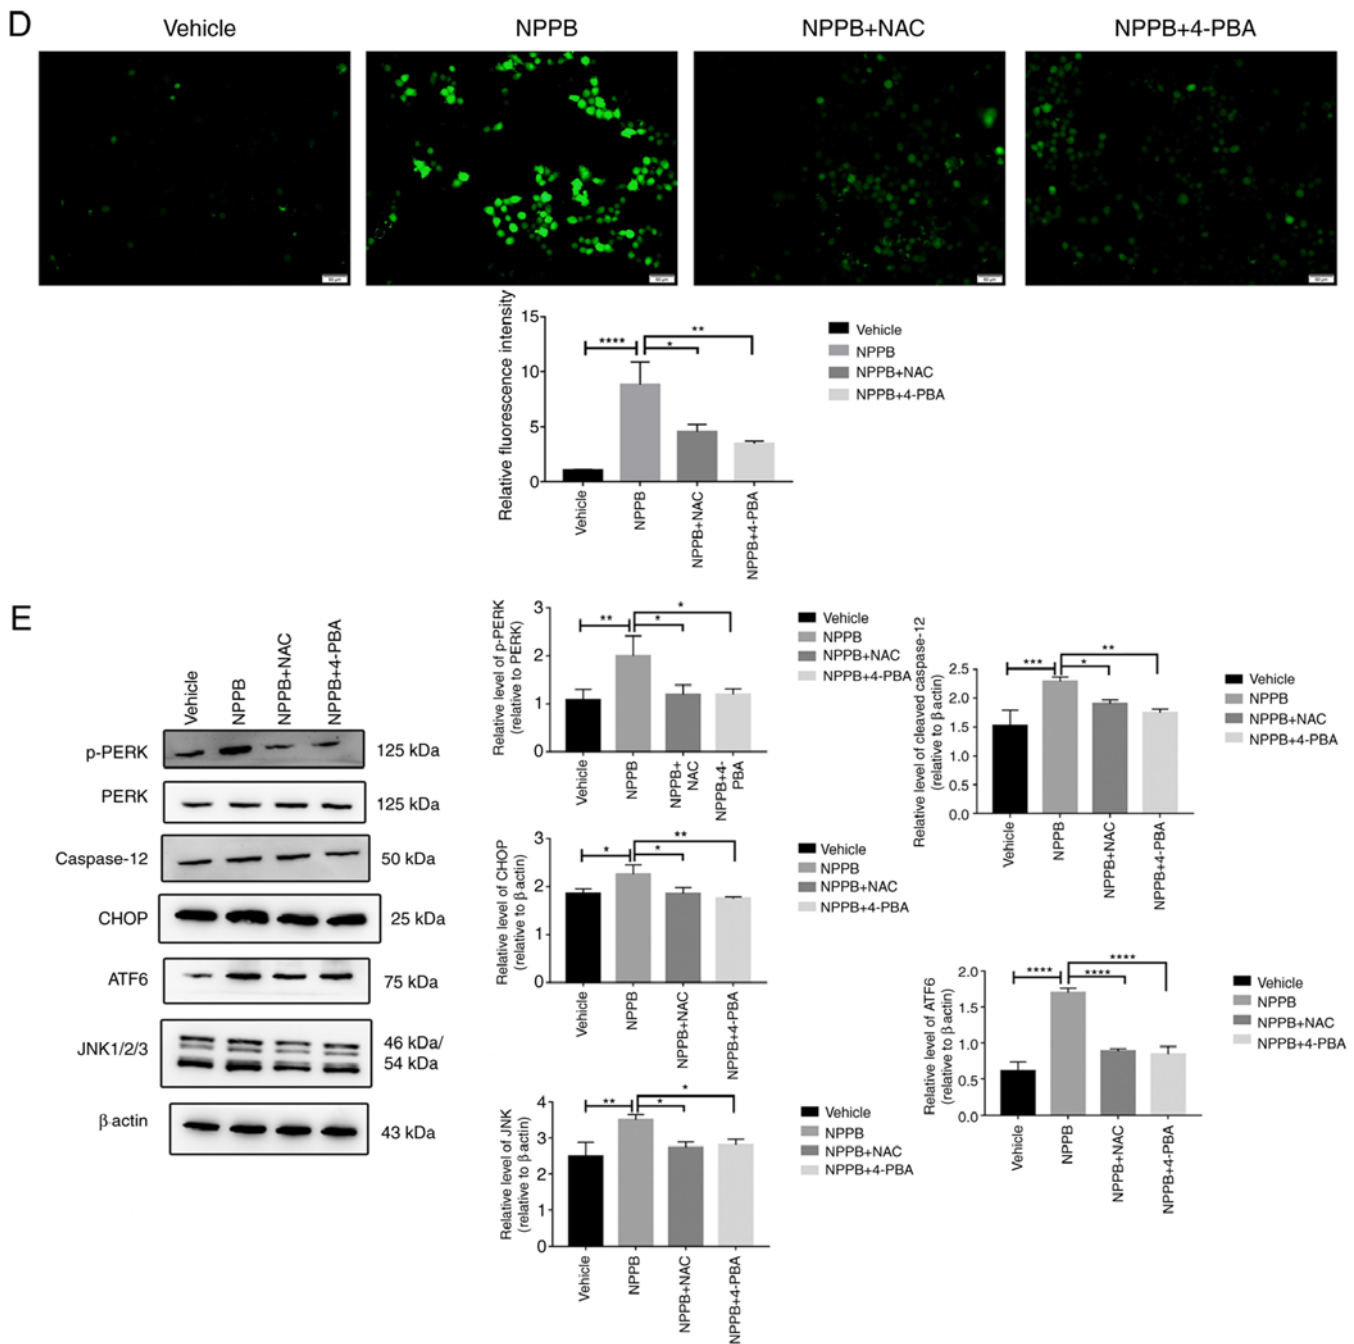 D
Vehicle
NPPB
NPPB+NAC
NPPB+4-PBA
Relative fluorescence intensity
15
10
5
0
****
*
**
Vehicle
NPPB
NPPB+NAC
NPPB+4-PBA
Vehicle
NPPB
NPPB+NAC
NPPB+4-PBA
E
Vehicle
NPPB
NPPB+NAC
NPPB+4-PBA
p-PERK
125 kDa
PERK
125 kDa
Caspase-12
50 kDa
CHOP
25 kDa
ATF6
75 kDa
JNK1/2/3
46 kDa/
54 kDa
β-actin
43 kDa
Relative level of p-PERK
(relative to PERK)
3
2
1
0
**
*
*
Vehicle
NPPB
NPPB+
NAC
NPPB+4-
PBA
Vehicle
NPPB
NPPB+NAC
NPPB+4-PBA
Relative level of cleaved caspase-12
(relative to β-actin)
2.5
2.0
1.5
1.0
0.5
0.0
***
*
**
Vehicle
NPPB
NPPB+NAC
NPPB+4-PBA
Vehicle
NPPB
NPPB+NAC
NPPB+4-PBA
Relative level of CHOP
(relative to β-actin)
3
2
1
0
*
*
**
Vehicle
NPPB
NPPB+NAC
NPPB+4-PBA
Vehicle
NPPB
NPPB+NAC
NPPB+4-PBA
Relative level of ATF6
(relative to β-actin)
2.0
1.5
1.0
0.5
0.0
****
****
****
Vehicle
NPPB
NPPB+NAC
NPPB+4-PBA
Vehicle
NPPB
NPPB+NAC
NPPB+4-PBA
Relative level of JNK
(relative to β-actin)
4
3
2
1
0
**
*
*
Vehicle
NPPB
NPPB+NAC
NPPB+4-PBA
Vehicle
NPPB
NPPB+NAC
NPPB+4-PBA